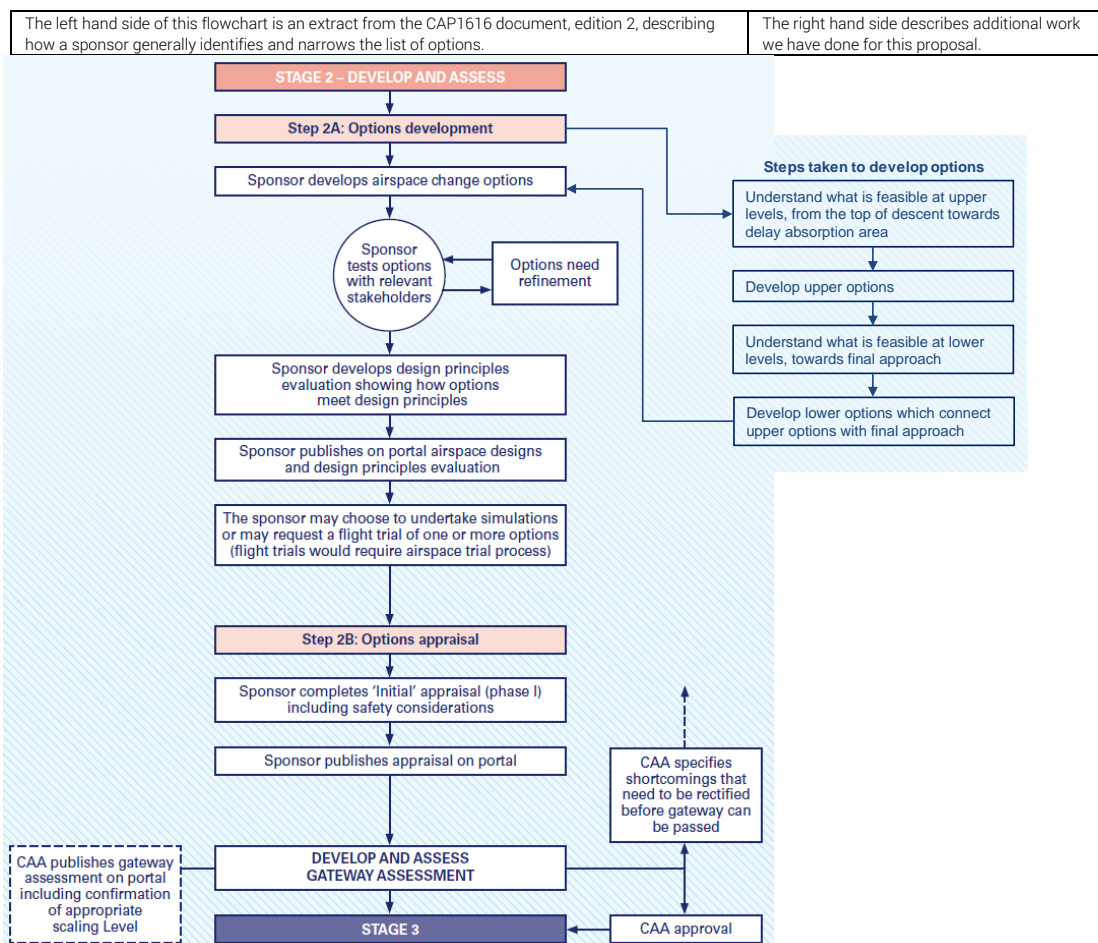 The left hand side of this flowchart is an extract from the CAP1616 document, edition 2, describing
how a sponsor generally identifies and narrows the list of options.
The right hand side describes additional work
we have done for this proposal.
STAGE 2 – DEVELOP AND ASSESS
Step 2A: Options development
Sponsor develops airspace change options
Sponsor
tests options
with relevant
stakeholders
Options need
refinement
Sponsor develops design principles
evaluation showing how options
meet design principles
Sponsor publishes on portal airspace designs
and design principles evaluation
The sponsor may choose to undertake simulations
or may request a flight trial of one or more options
(flight trials would require airspace trial process)
Steps taken to develop options
Understand what is feasible at upper
levels, from the top of descent towards
delay absorption area
Develop upper options
Understand what is feasible at lower
levels, towards final approach
Develop lower options which connect
upper options with final approach
Step 2B: Options appraisal
Sponsor completes ‘Initial’ appraisal (phase I)
including safety considerations
Sponsor publishes appraisal on portal
CAA specifies
shortcomings that
need to be rectified
before gateway can
be passed
CAA publishes gateway
assessment on portal
including confirmation
of appropriate
scaling Level
DEVELOP AND ASSESS
GATEWAY ASSESSMENT
STAGE 3
CAA approval